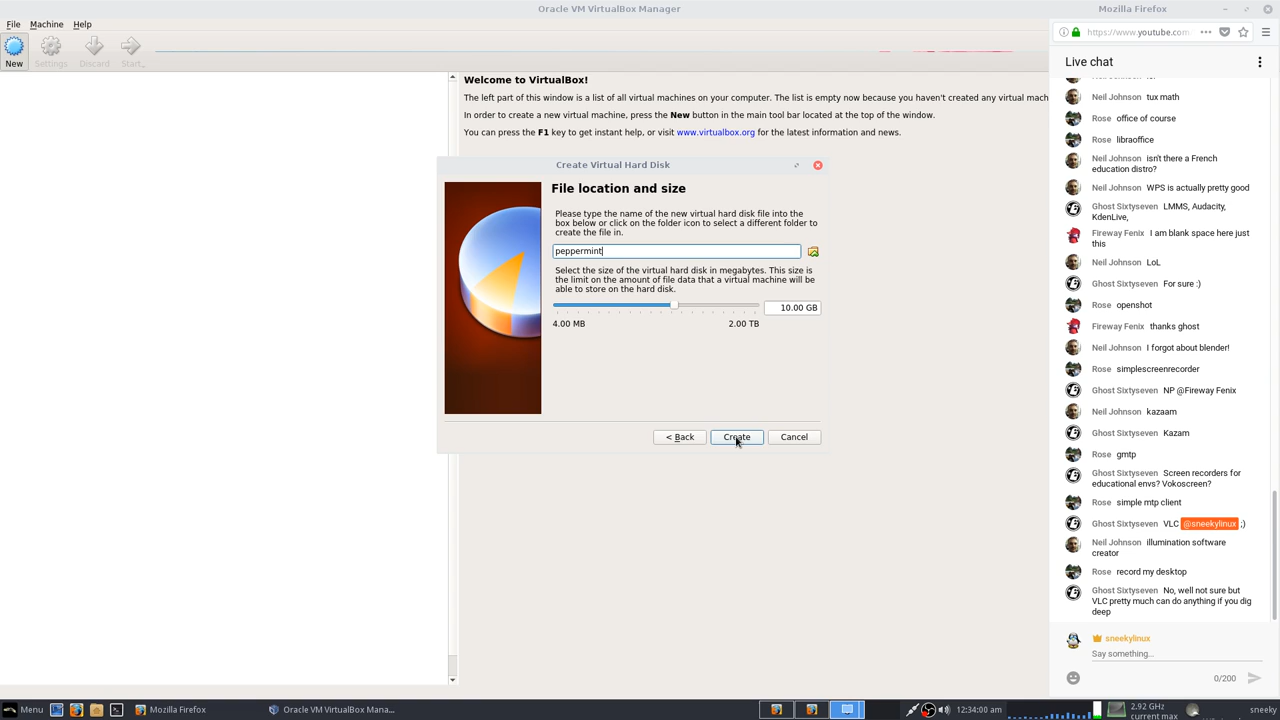 Oracle VM VirtualBox Manager
Mozilla Firefox
File Machine Help
https://www.youtube.com
New Settings Discard Start
Live chat
Welcome to VirtualBox!
The left part of this window is a list of all virtual machines on your computer. The list is empty now because you haven't created any virtual mach
In order to create a new virtual machine, press the New button in the main tool bar located at the top of the window.
You can press the F1 key to get instant help, or visit www.virtualbox.org for the latest information and news.
Create Virtual Hard Disk
File location and size
Please type the name of the new virtual hard disk file into the
box below or click on the folder icon to select a different folder to
create the file in.
peppermint
Select the size of the virtual hard disk in megabytes. This size is
the limit on the amount of file data that a virtual machine will be
able to store on the hard disk.
10.00 GB
4.00 MB 2.00 TB
< Back Create Cancel
Neil Johnson tux math
Rose office of course
Rose libraoffice
Neil Johnson isn't there a French
education distro?
Neil Johnson WPS is actually pretty good
Ghost Sixtyseven LMMS, Audacity,
KdenLive,
Fireway Fenix I am blank space here just
this
Neil Johnson LoL
Ghost Sixtyseven For sure :)
Rose openshot
Fireway Fenix thanks ghost
Neil Johnson I forgot about blender!
Rose simplescreenrecorder
Ghost Sixtyseven NP @Fireway Fenix
Neil Johnson kazaam
Ghost Sixtyseven Kazam
Rose gmtp
Ghost Sixtyseven Screen recorders for
educational envs? Vokoscreen?
Rose simple mtp client
Ghost Sixtyseven VLC @sneekylinux ;)
Neil Johnson illumination software
creator
Rose record my desktop
Ghost Sixtyseven No, well not sure but
VLC pretty much can do anything if you dig
deep
sneekylinux
Say something...
0/200
Menu Mozilla Firefox Oracle VM VirtualBox Mana... 12:34:00 am 2.92 GHz
current max sneeky